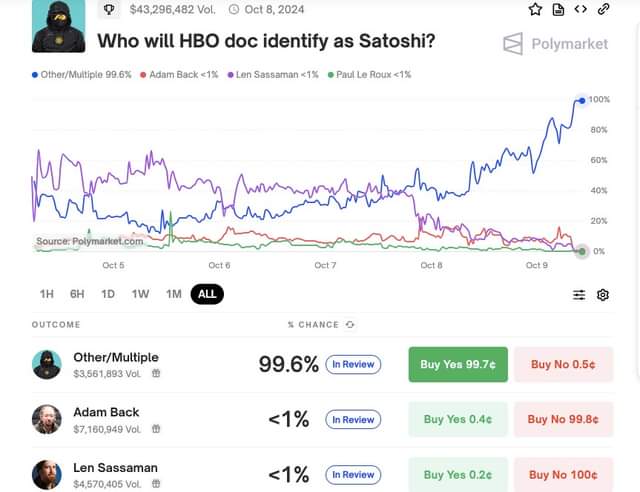 $43,296,482 Vol. Oct 8, 2024
Who will HBO doc identify as Satoshi?
Polymarket
Other/Multiple 99.6% Adam Back <1% Len Sassaman <1% Paul Le Roux <1%
100%
80%
60%
40%
20%
0%
Source: Polymarket.com
Oct 5 Oct 6 Oct 7 Oct 8 Oct 9
1H 6H 1D 1W 1M ALL
OUTCOME % CHANCE
Other/Multiple
$3,561,893 Vol.
99.6% In Review Buy Yes 99.7¢ Buy No 0.5¢
Adam Back
$7,160,949 Vol.
<1% In Review Buy Yes 0.4¢ Buy No 99.8¢
Len Sassaman
$4,570,405 Vol.
<1% In Review Buy Yes 0.2¢ Buy No 100¢